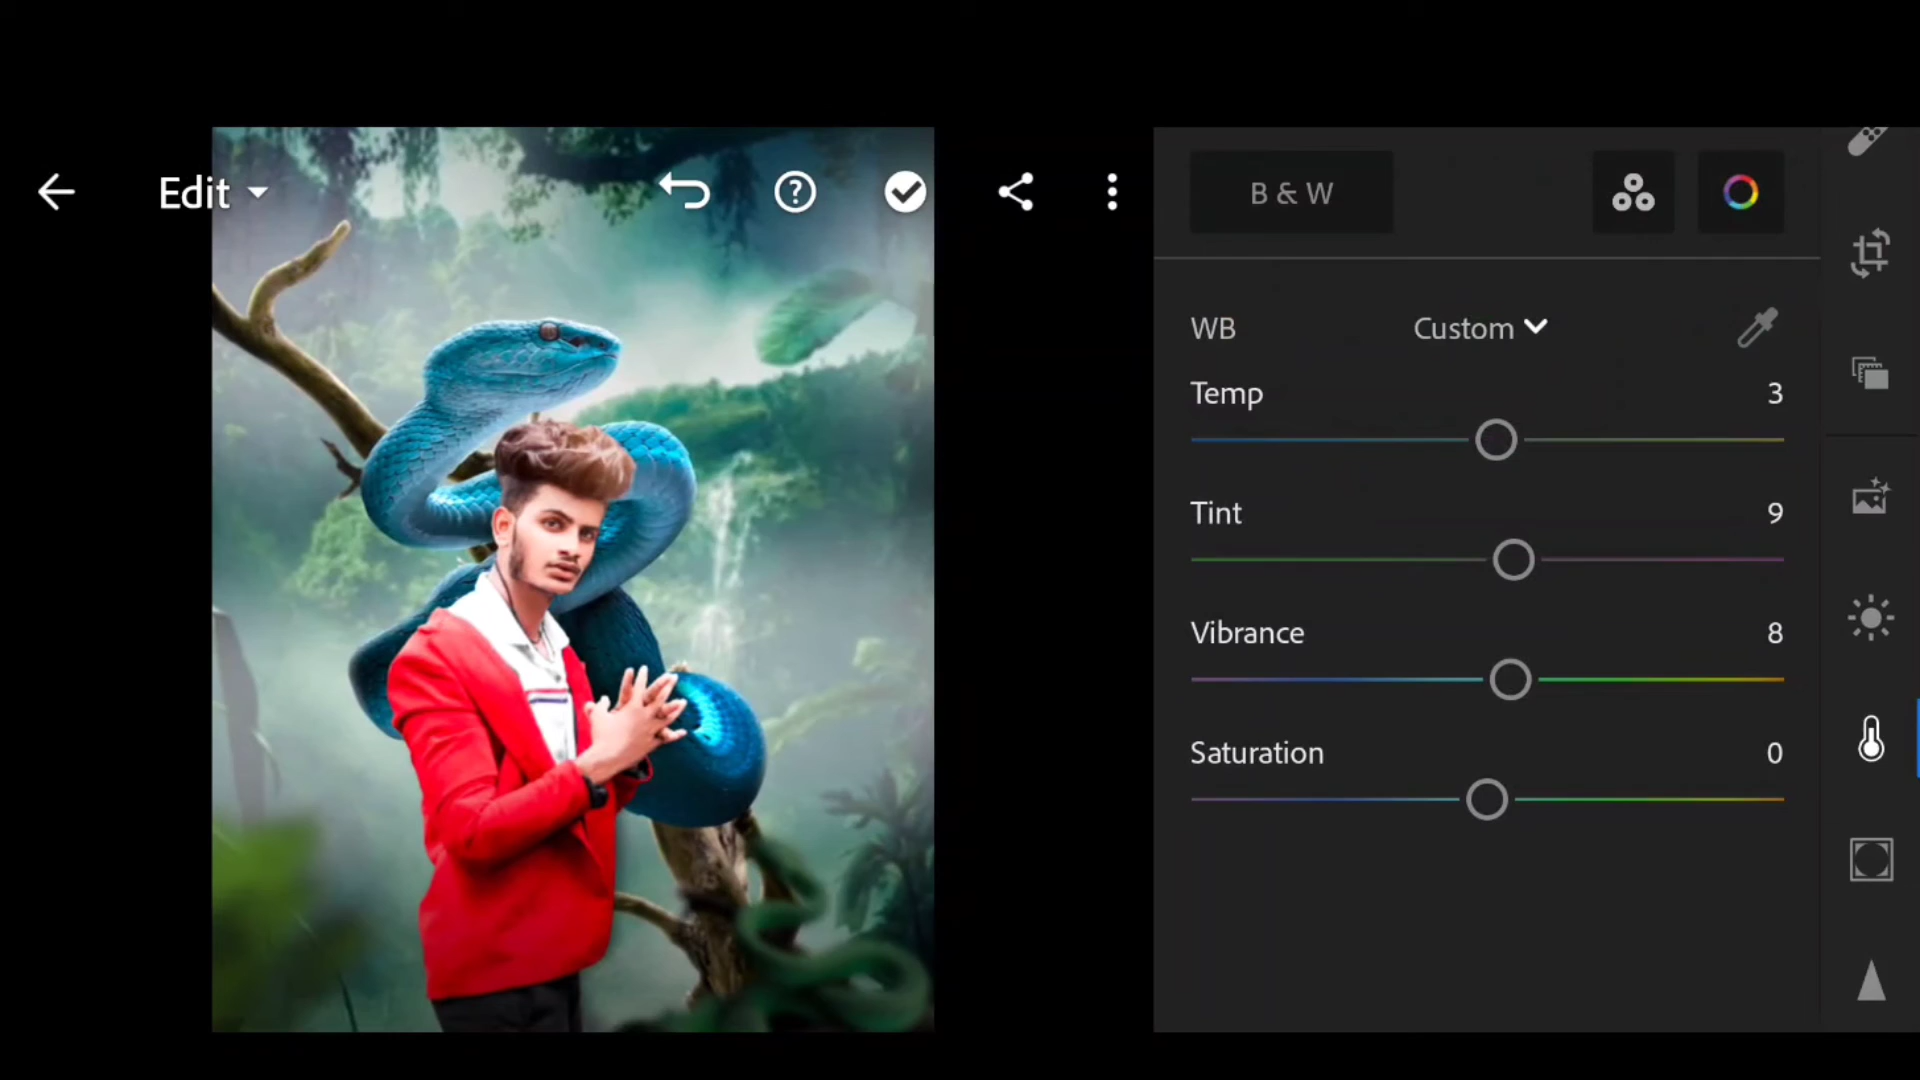 Edit
B & W
WB Custom
Temp 3
Tint 9
Vibrance 8
Saturation 0